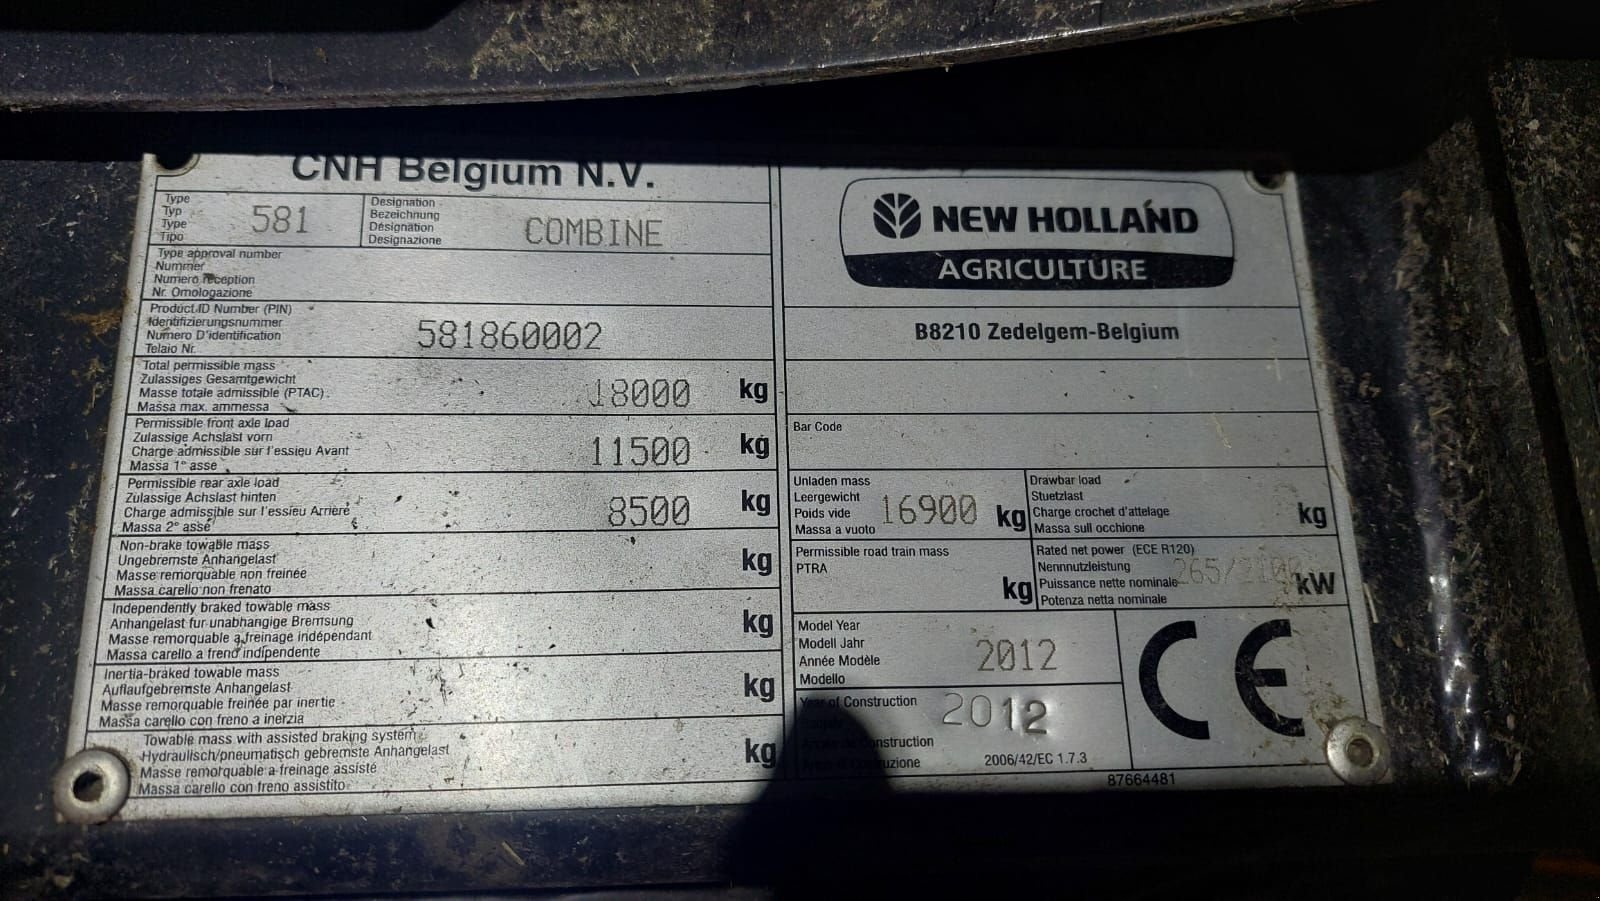 CNH Belgium N.V.
Type
Typ
Type
Tipo
581
Designation
Bezeichnung
Désignation
Designazione
COMBINE
Type approval number
Nummer
Numero reception
Nr. Omologazione
Product ID Number (PIN)
Identifizierungsnummer
Numero D'identification
Telaio Nr.
581860002
Total permissible mass
Zulassiges Gesamtgewicht
Masse totale admissible (PTAC)
Massa max. ammessa
18000 kg
Permissible front axle load
Zulassige Achslast vorn
Charge admissible sur l'essieu Avant
Massa 1° asse
11500 kg
Permissible rear axle load
Zulassige Achslast hinten
Charge admissible sur l'essieu Arriere
Massa 2° asse
8500 kg
Non-brake towable mass
Ungebremste Anhangelast
Masse remorquable non freinée
Massa carello non frenato
kg
Independently braked towable mass
Anhangelast fur unabhangige Bremsung
Masse remorquable a freinage indépendant
Massa carello a freno indipendente
kg
Inertia-braked towable mass
Auflaufgebremste Anhangelast
Masse remorquable freinée par inertie
Massa carello con freno a inerzia
kg
Towable mass with assisted braking system
Hydraulisch/pneumatisch gebremste Anhangelast
Masse remorquable a freinage assisté
Massa carello con freno assistito
kg
NEW HOLLAND
AGRICULTURE
B8210 Zedelgem-Belgium
Bar Code
Unladen mass
Leergewicht
Poids vide
Massa a vuoto
16900 kg
Drawbar load
Stuetzlast
Charge crochet d'attelage
Massa sull occhione
kg
Permissible road train mass
PTRA
kg
Rated net power (ECE R120)
Nennnutzleistung
Puissance nette nominale
Potenza netta nominale
265/2100 kW
Model Year
Modell Jahr
Année Modèle
Modello
2012
Year of Construction
2012
Construction
2006/42/EC 1.7.3
CE
87664481